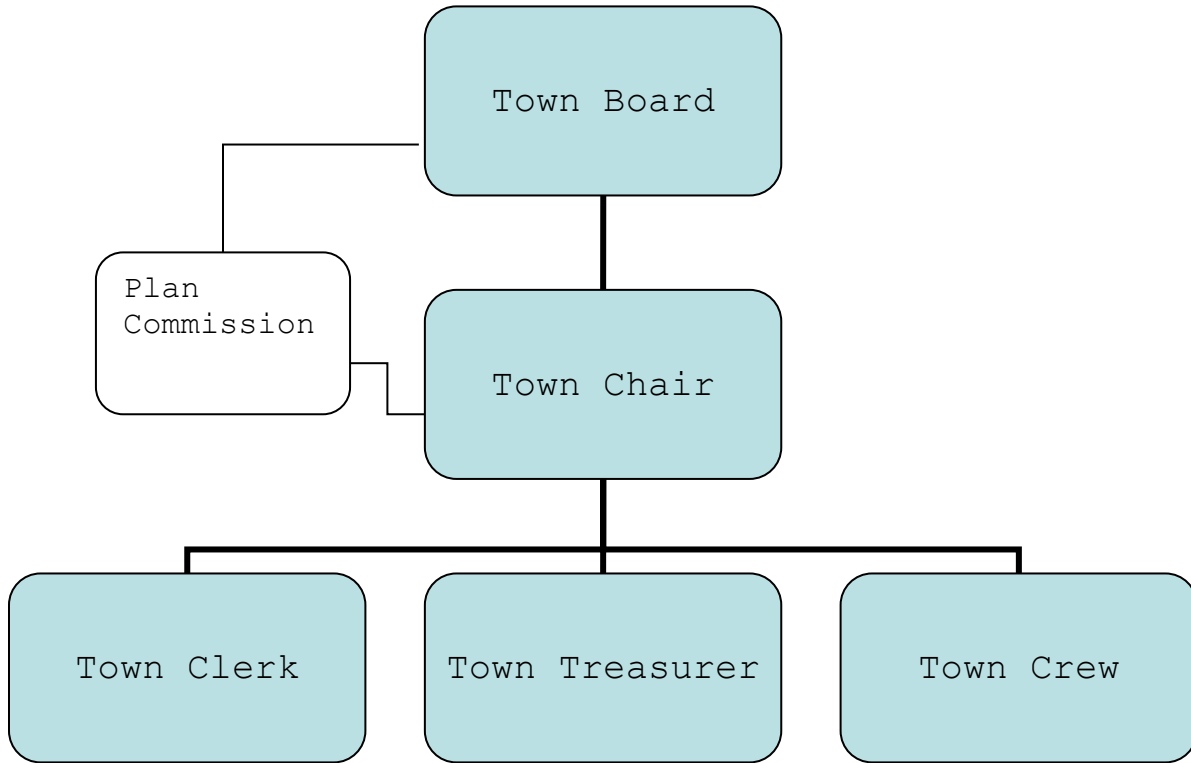 Town Board
Plan
Commission
Town Chair
Town Clerk
Town Treasurer
Town Crew